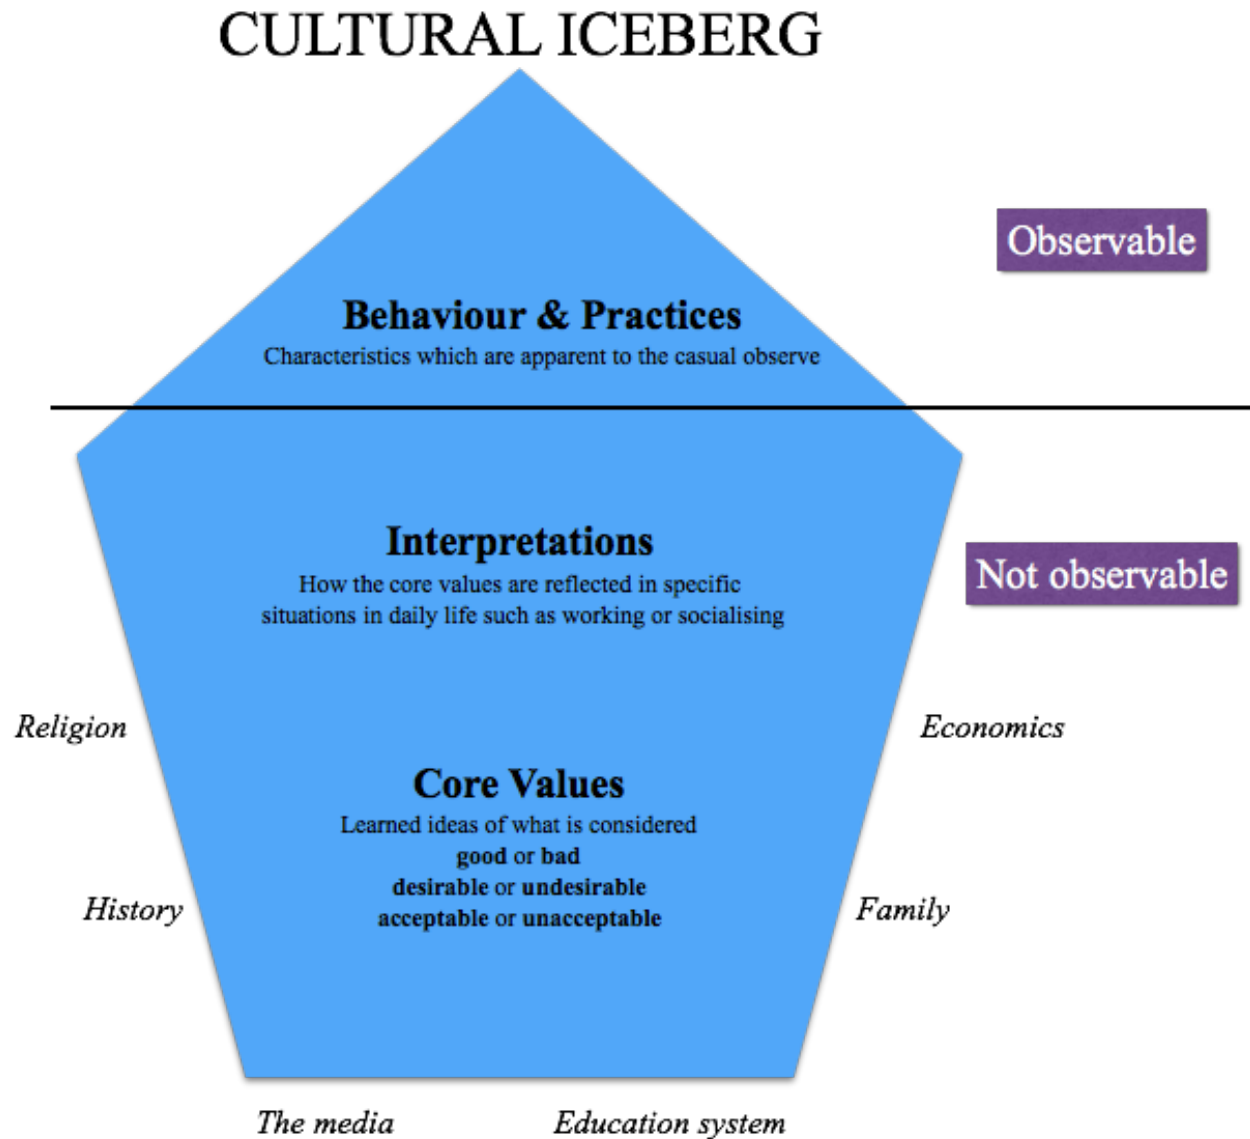 CULTURAL ICEBERG
Observable
Behaviour & Practices
Characteristics which are apparent to the casual observe
Interpretations
How the core values are reflected in specific
situations in daily life such as working or socialising
Not observable
Religion
Economics
Core Values
Learned ideas of what is considered
good or bad
desirable or undesirable
acceptable or unacceptable
History
Family
The media
Education system